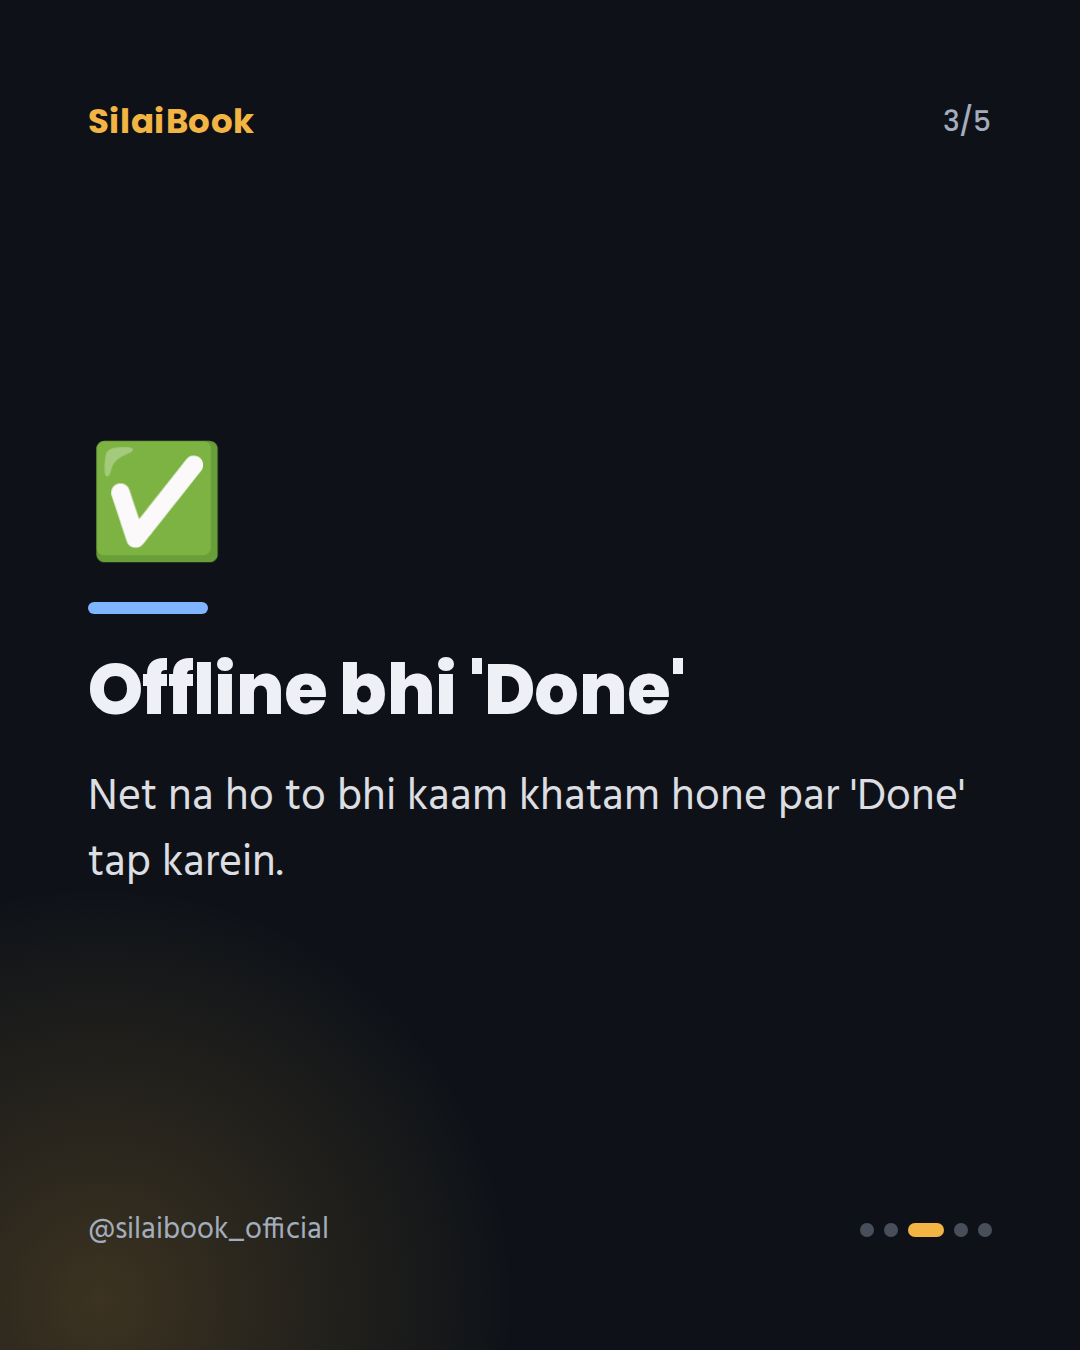 SilaiBook
3/5
Offline bhi 'Done'
Net na ho to bhi kaam khatam hone par 'Done'
tap karein.
@silaibook_official